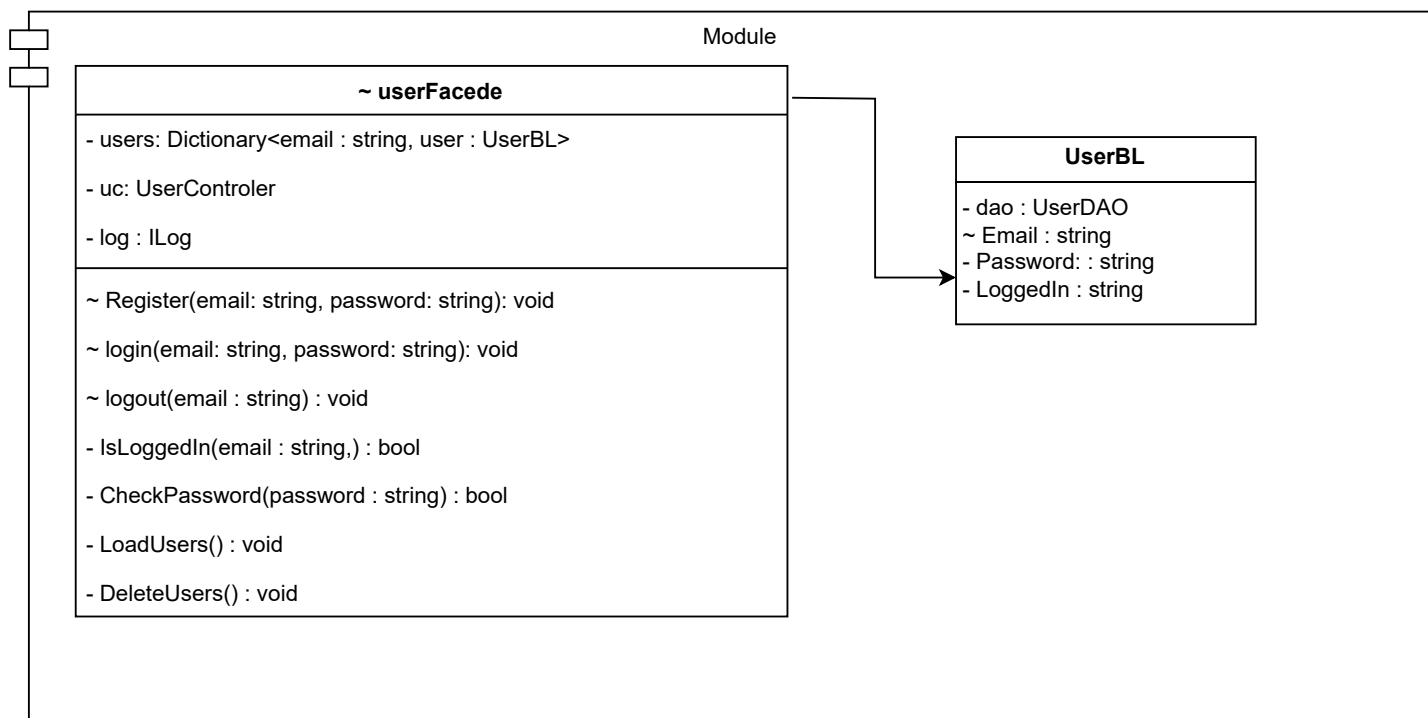 Module
~ userFacede
- users: Dictionary<email : string, user : UserBL>
- uc: UserControler
- log : ILog
~ Register(email: string, password: string): void
~ login(email: string, password: string): void
~ logout(email : string) : void
- IsLoggedIn(email : string,) : bool
- CheckPassword(password : string) : bool
- LoadUsers() : void
- DeleteUsers() : void
UserBL
- dao : UserDAO
~ Email : string
- Password: : string
- LoggedIn : string